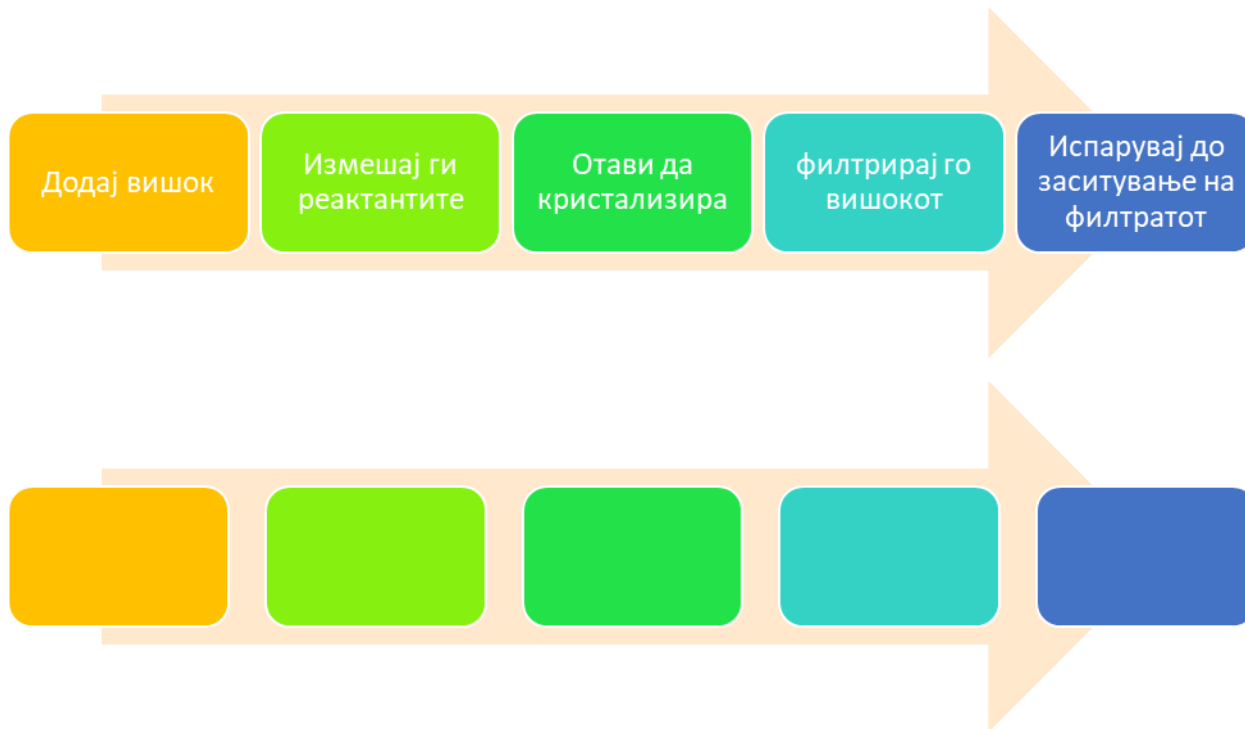 Додај вишок
Измешај ги
реактантите
Отави да
кристализира
филтрирај го
вишокот
Испарувај до
заситување на
филтратот